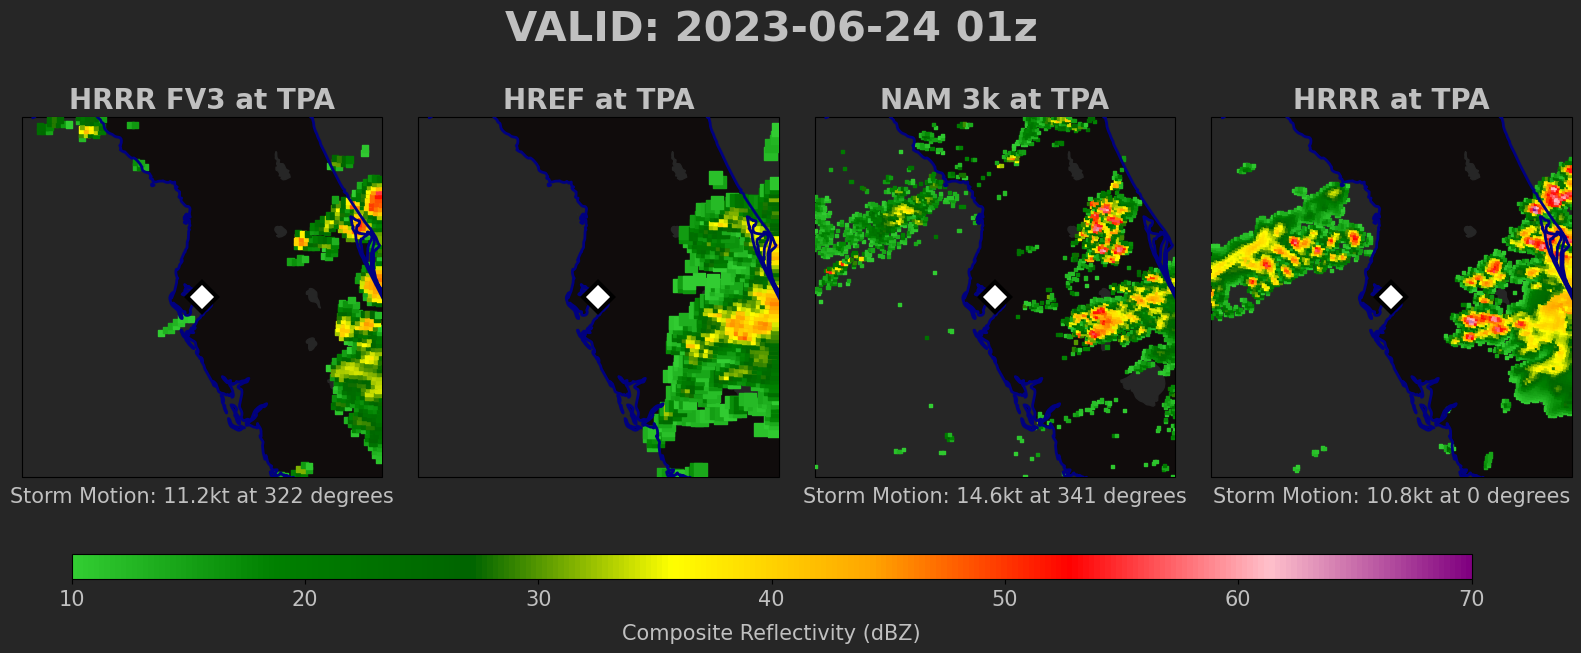 VALID: 2023-06-24 01z
HRRR FV3 at TPA
HREF at TPA
NAM 3k at TPA
HRRR at TPA
Storm Motion: 11.2kt at 322 degrees
Storm Motion: 14.6kt at 341 degrees
Storm Motion: 10.8kt at 0 degrees
10 20 30 40 50 60 70
Composite Reflectivity (dBZ)